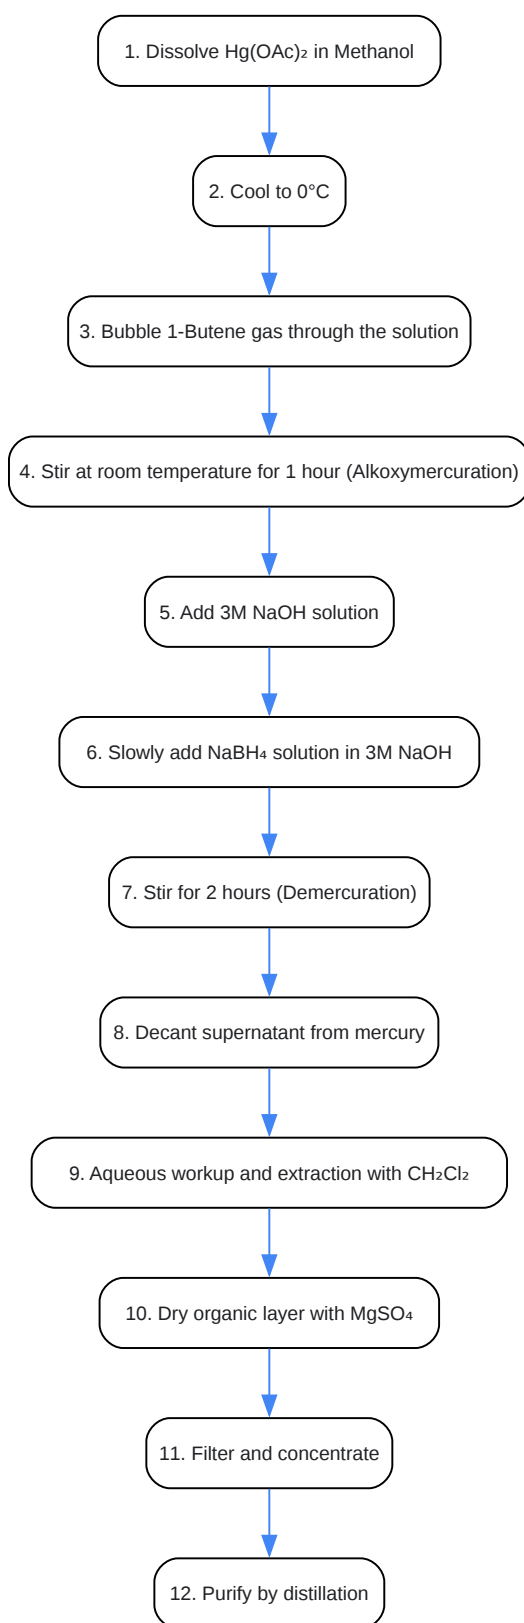 1. Dissolve Hg(OAc)₂ in Methanol
2. Cool to 0°C
3. Bubble 1-Butene gas through the solution
4. Stir at room temperature for 1 hour (Alkoxymercuration)
5. Add 3M NaOH solution
6. Slowly add NaBH₄ solution in 3M NaOH
7. Stir for 2 hours (Demercuration)
8. Decant supernatant from mercury
9. Aqueous workup and extraction with CH₂Cl₂
10. Dry organic layer with MgSO₄
11. Filter and concentrate
12. Purify by distillation